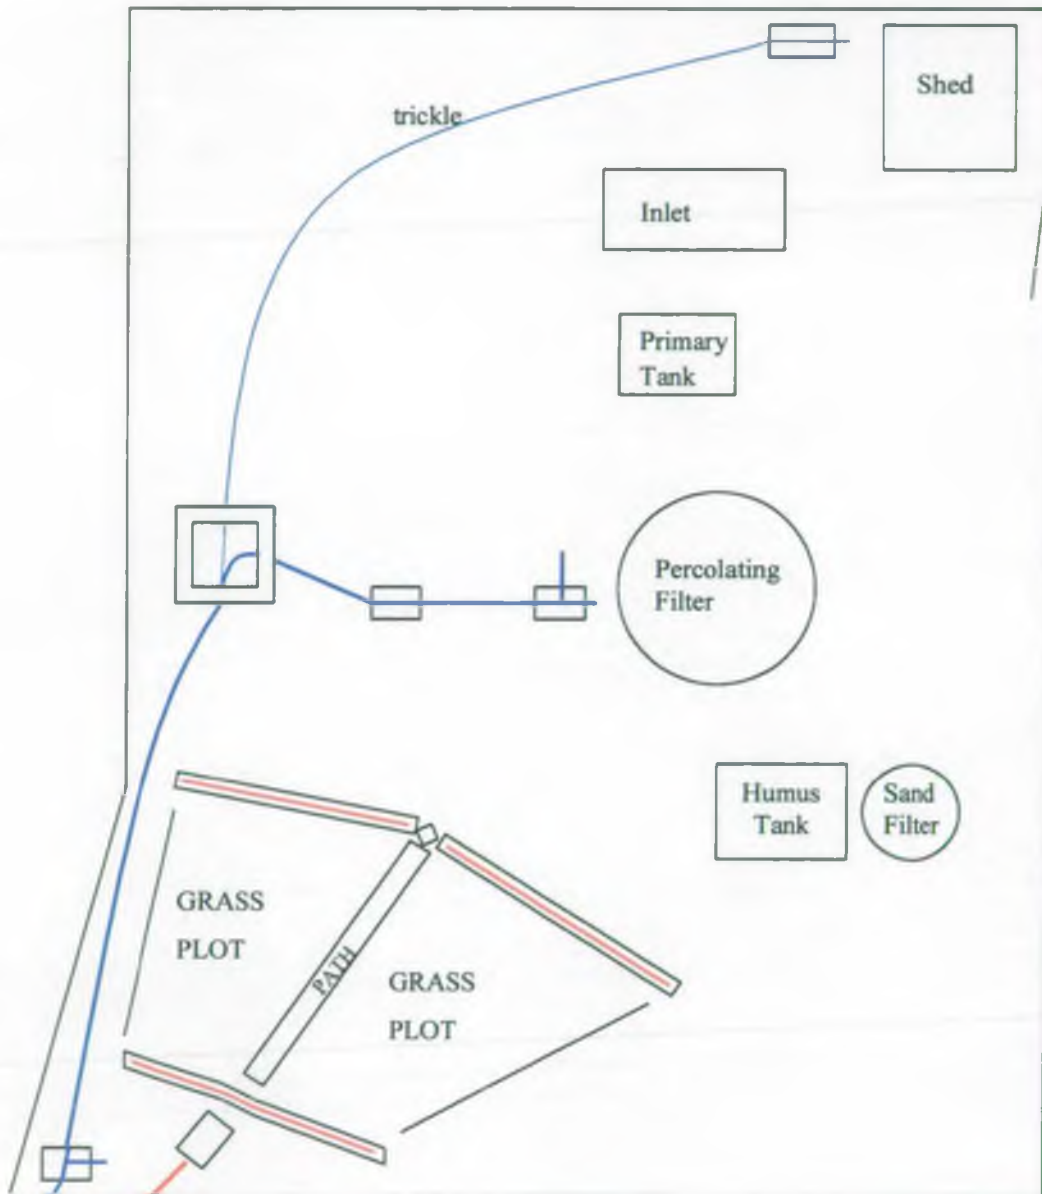 Shed
trickle
Inlet
Primary
Tank
Percolating
Filter
Humus
Tank
Sand
Filter
GRASS
PLOT
PATH
GRASS
PLOT